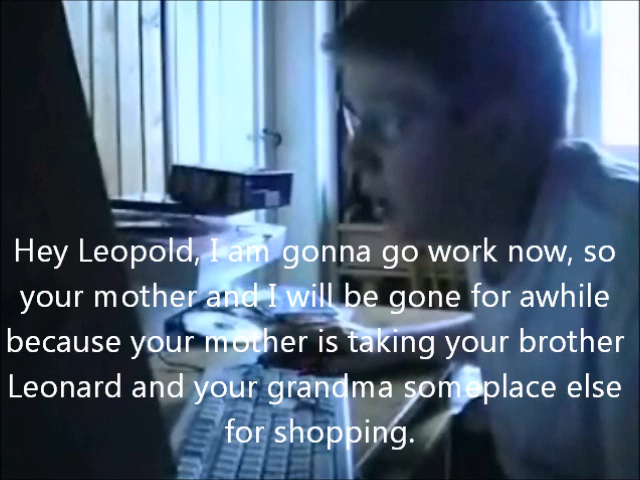 Hey Leopold, I am gonna go work now, so
your mother and I will be gone for awhile
because your mother is taking your brother
Leonard and your grandma someplace else
for shopping.